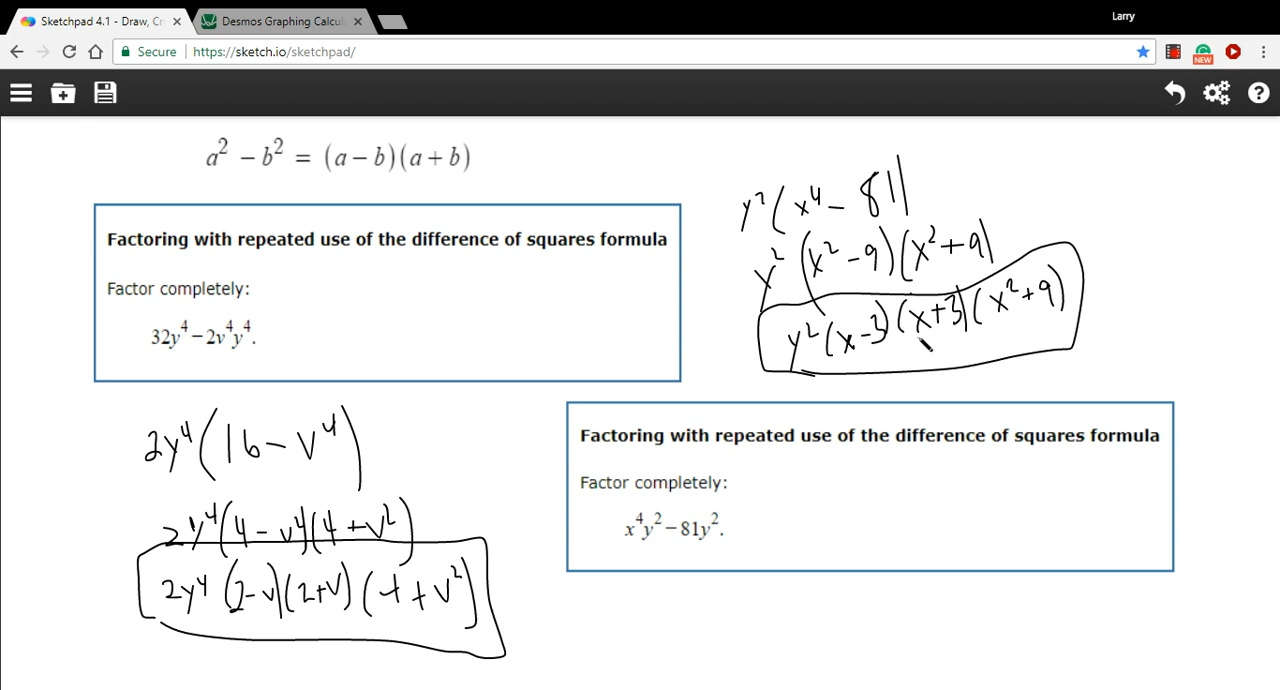 Larry
Sketchpad 4.1 - Draw, Cr
Desmos Graphing Calcul
Secure
https://sketch.io/sketchpad/
NEW
a² − b² = (a − b)(a + b)
Factoring with repeated use of the difference of squares formula
Factor completely:
32y⁴ − 2v⁴y⁴.
y²(x⁴ − 81)
x²(x² − 9)(x² + 9)
y²(x − 3)(x + 3)(x² + 9)
2y⁴(16 − v⁴)
2y⁴(4 − v⁴)(4 + v²)
2y⁴(2 − v)(2 + v)(4 + v²)
Factoring with repeated use of the difference of squares formula
Factor completely:
x⁴y² − 81y².